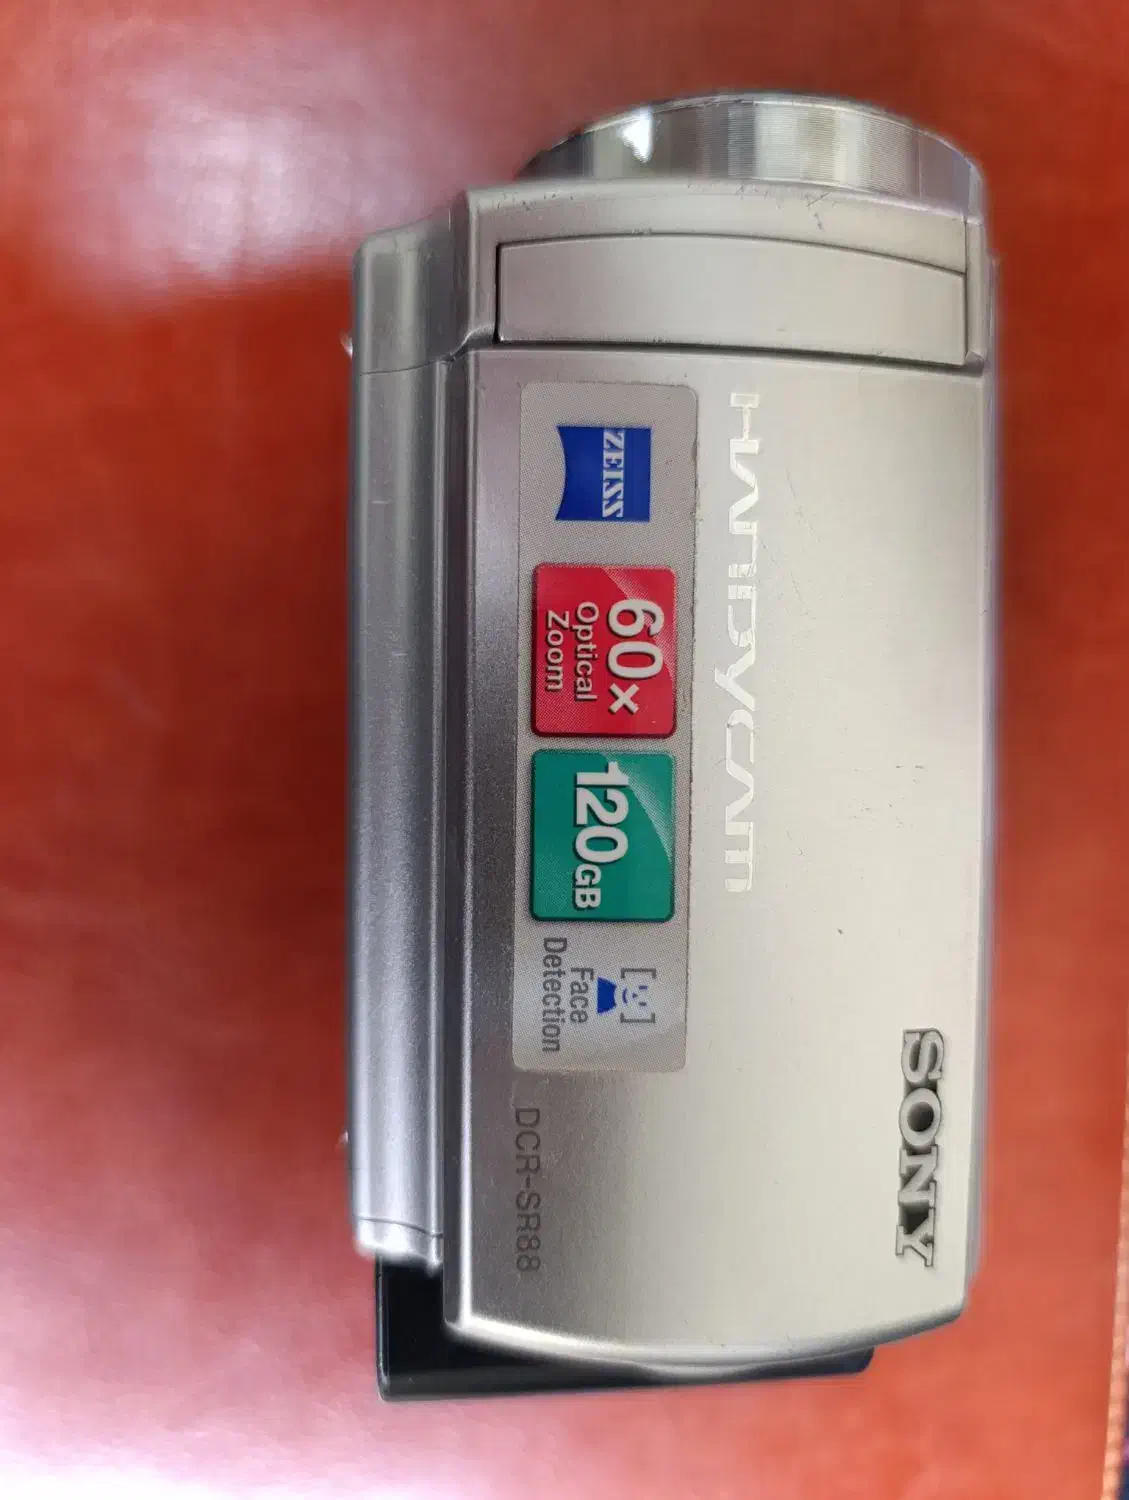 SONY
HANDYCAM
ZEISS
60×
Optical
Zoom
120GB
Face
Detection
DCR-SR88